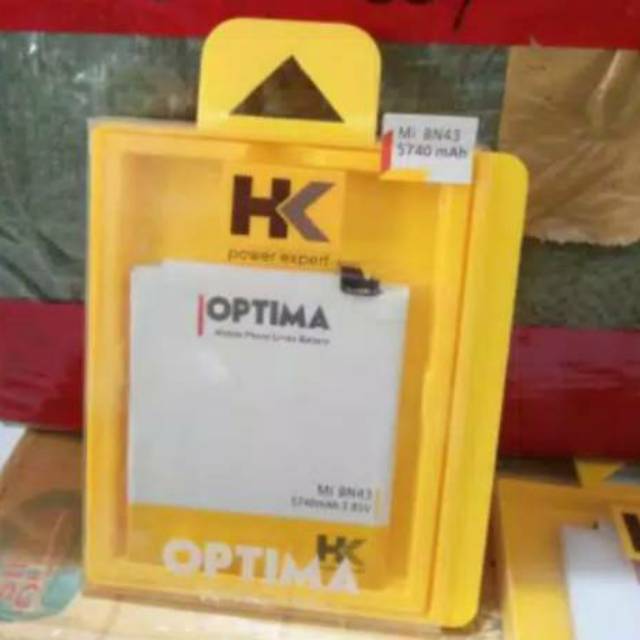 Mi BN43
5740 mAh
HK
power expert
OPTIMA
Mobile Phone Li-ion Battery
Mi BN43
5740mAh 3.85V
HK
OPTIMA